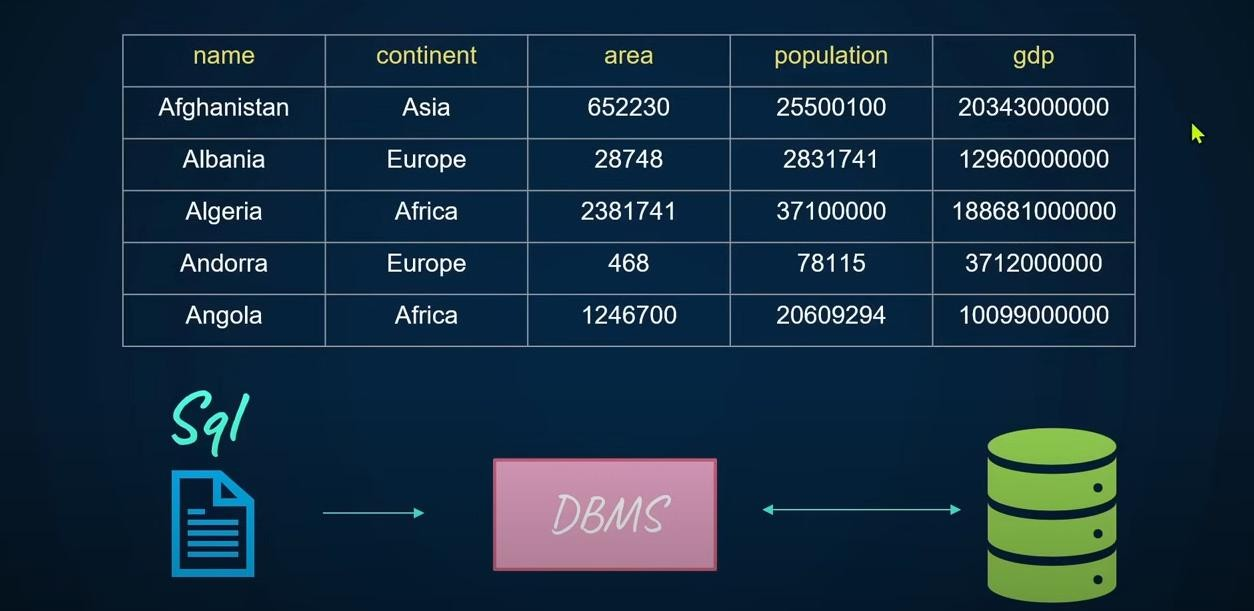 name continent area population gdp
Afghanistan Asia 652230 25500100 20343000000
Albania Europe 28748 2831741 12960000000
Algeria Africa 2381741 37100000 188681000000
Andorra Europe 468 78115 3712000000
Angola Africa 1246700 20609294 10099000000
Sql
DBMS